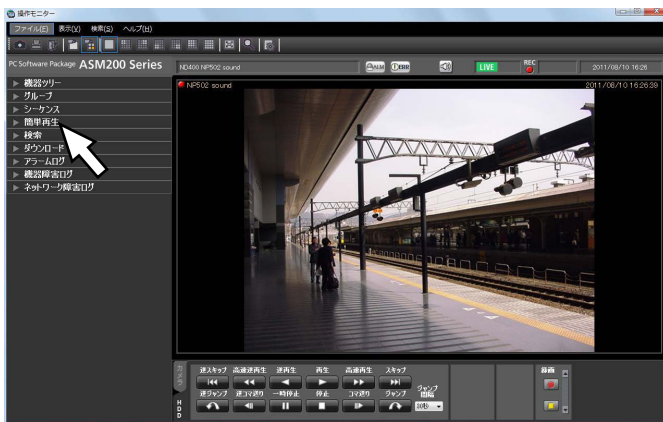 操作モニター
ファイル(F) 表示(V) 検索(S) ヘルプ(H)
PC Software Package ASM200 Series
ND400 NP502 sound ALM ERR LIVE REC 2011/08/10 16:26
機器ツリー
グループ
シーケンス
簡単再生
検索
ダウンロード
アラームログ
機器障害ログ
ネットワーク障害ログ
NP502 sound 2011/08/10 16:26:39
カメラ
HDD
逆スキップ 高速逆再生 逆再生 再生 高速再生 スキップ
逆ジャンプ 逆コマ送り 一時停止 停止 コマ送り ジャンプ
ジャンプ間隔
30秒
録画